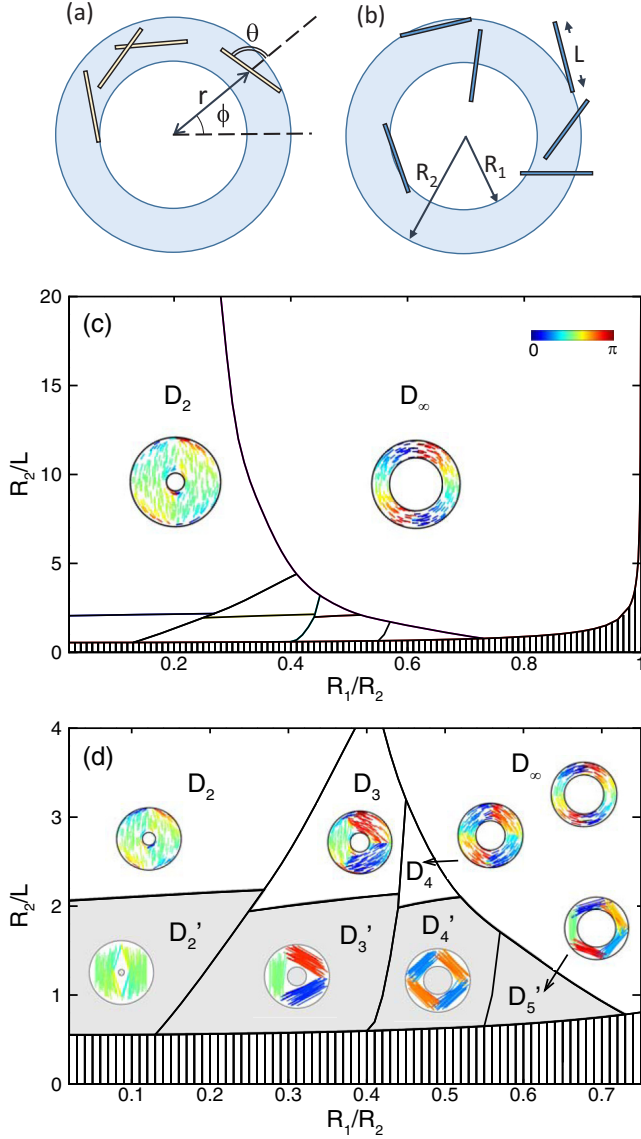 (a)
θ
r
ϕ
(b)
L
R₂
R₁
(c)
20
15
10
5
0
R₂/L
D₂
D∞
0
π
0.2
0.4
0.6
0.8
1
R₁/R₂
(d)
4
3
2
1
0
R₂/L
D₂
D₃
D∞
D₄
D₂'
D₃'
D₄'
D₅'
0.1
0.2
0.3
0.4
0.5
0.6
0.7
R₁/R₂